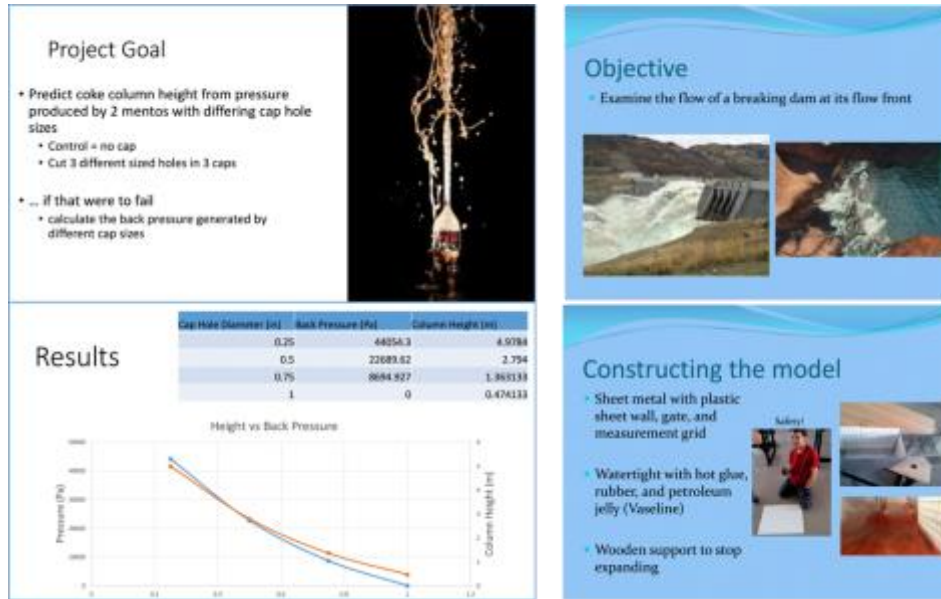 Project Goal
• Predict coke column height from pressure
produced by 2 mentos with differing cap hole
sizes
• Control = no cap
• Cut 3 different sized holes in 3 caps
• ... if that were to fail
• calculate the back pressure generated by
different cap sizes
Results
Cap Hole Diameter (in) Back Pressure (Pa) Column Height (m)
0.25 44054.3 4.9784
0.5 22689.62 2.794
0.75 8694.927 1.363133
1 0 0.474133
Height vs Back Pressure
Pressure (Pa)
Column Height (m)
Objective
Examine the flow of a breaking dam at its flow front
Constructing the model
Sheet metal with plastic
sheet wall, gate, and
measurement grid
Safety!
Watertight with hot glue,
rubber, and petroleum
jelly (Vaseline)
Wooden support to stop
expanding